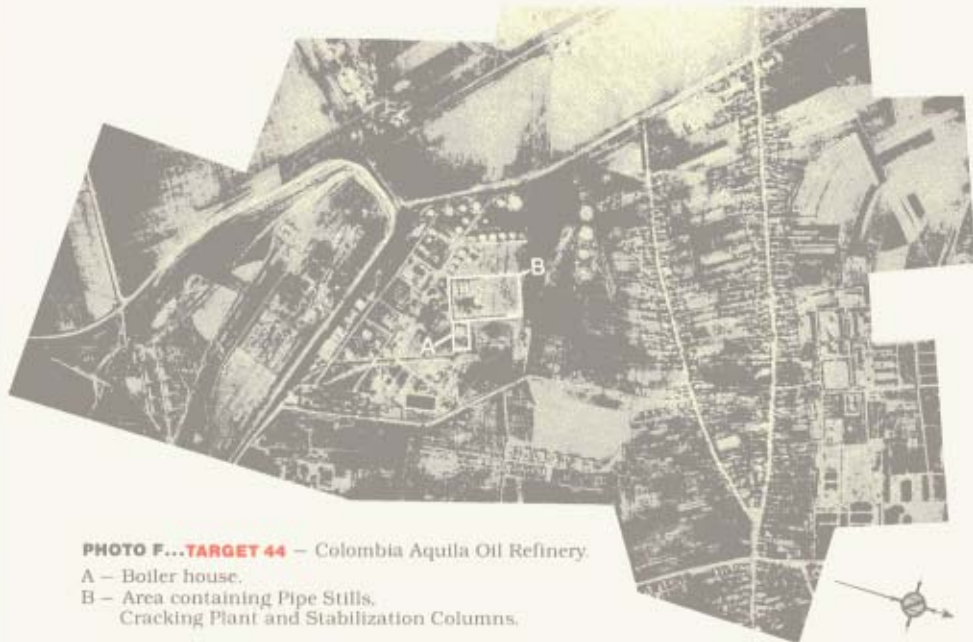 B
A
PHOTO F...TARGET 44 – Colombia Aquila Oil Refinery.
A – Boiler house.
B – Area containing Pipe Stills,
Cracking Plant and Stabilization Columns.